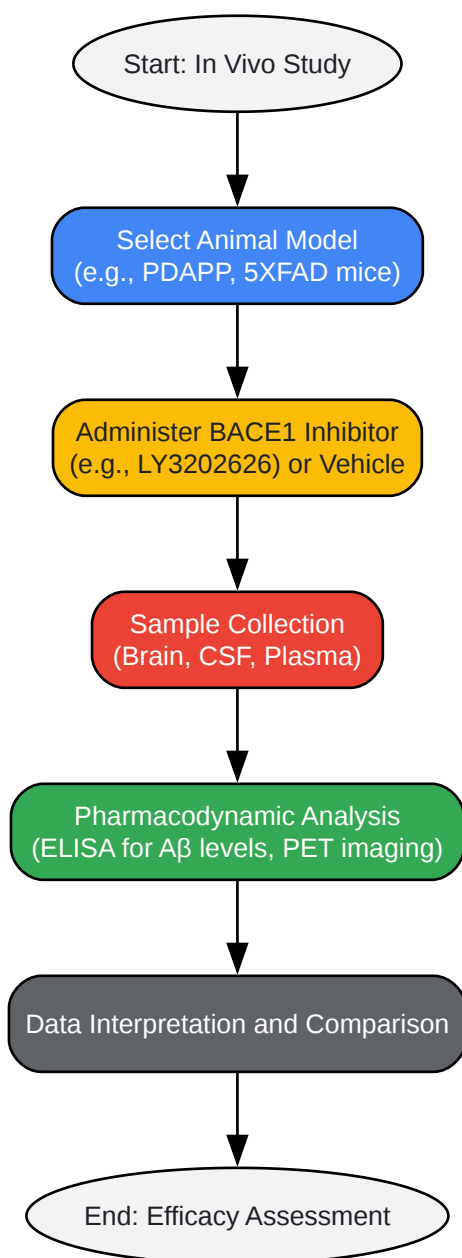 Start: In Vivo Study
Select Animal Model
(e.g., PDAPP, 5XFAD mice)
Administer BACE1 Inhibitor
(e.g., LY3202626) or Vehicle
Sample Collection
(Brain, CSF, Plasma)
Pharmacodynamic Analysis
(ELISA for Aβ levels, PET imaging)
Data Interpretation and Comparison
End: Efficacy Assessment